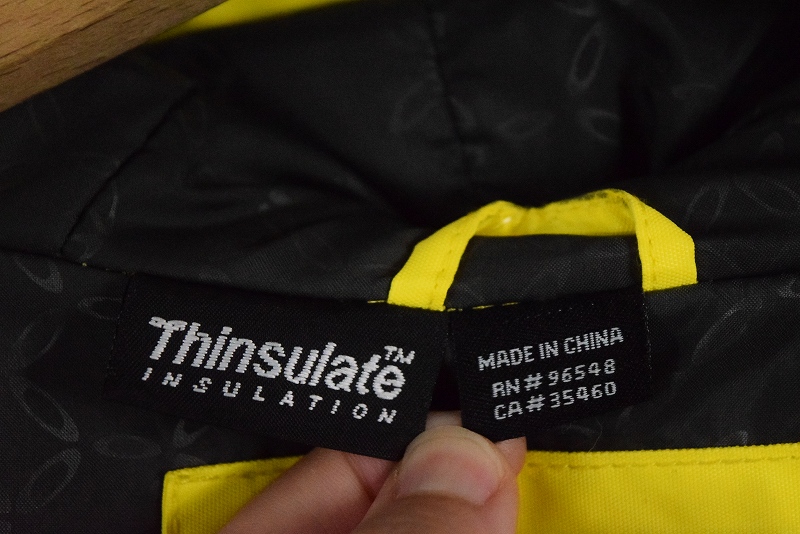 Thinsulate™
INSULATION
MADE IN CHINA
RN#96548
CA#35460